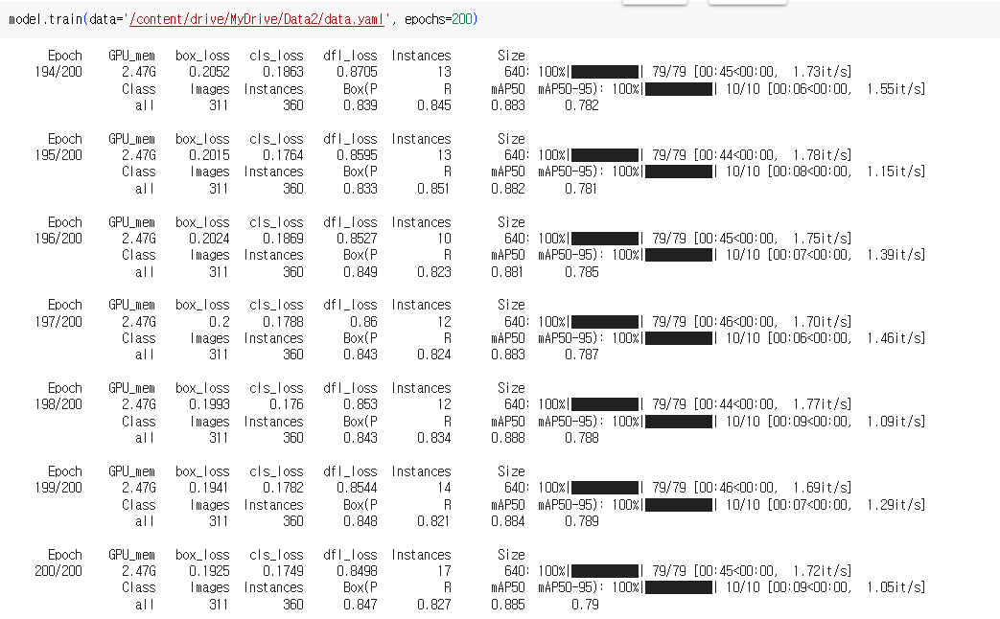 model.train(data='/content/drive/MyDrive/Data2/data.yaml', epochs=200)
Epoch GPU_mem box_loss cls_loss dfl_loss Instances Size
194/200 2.47G 0.2052 0.1863 0.8705 13 640: 100%|██████████| 79/79 [00:45<00:00, 1.73it/s]
Class Images Instances Box(P R mAP50 mAP50-95): 100%|██████████| 10/10 [00:06<00:00, 1.55it/s]
all 311 360 0.839 0.845 0.883 0.782
Epoch GPU_mem box_loss cls_loss dfl_loss Instances Size
195/200 2.47G 0.2015 0.1764 0.8595 13 640: 100%|██████████| 79/79 [00:44<00:00, 1.78it/s]
Class Images Instances Box(P R mAP50 mAP50-95): 100%|██████████| 10/10 [00:08<00:00, 1.15it/s]
all 311 360 0.833 0.851 0.882 0.781
Epoch GPU_mem box_loss cls_loss dfl_loss Instances Size
196/200 2.47G 0.2024 0.1869 0.8527 10 640: 100%|██████████| 79/79 [00:45<00:00, 1.75it/s]
Class Images Instances Box(P R mAP50 mAP50-95): 100%|██████████| 10/10 [00:07<00:00, 1.39it/s]
all 311 360 0.849 0.823 0.881 0.785
Epoch GPU_mem box_loss cls_loss dfl_loss Instances Size
197/200 2.47G 0.2 0.1788 0.86 12 640: 100%|██████████| 79/79 [00:46<00:00, 1.70it/s]
Class Images Instances Box(P R mAP50 mAP50-95): 100%|██████████| 10/10 [00:06<00:00, 1.46it/s]
all 311 360 0.843 0.824 0.883 0.787
Epoch GPU_mem box_loss cls_loss dfl_loss Instances Size
198/200 2.47G 0.1993 0.176 0.853 12 640: 100%|██████████| 79/79 [00:44<00:00, 1.77it/s]
Class Images Instances Box(P R mAP50 mAP50-95): 100%|██████████| 10/10 [00:09<00:00, 1.09it/s]
all 311 360 0.843 0.834 0.888 0.788
Epoch GPU_mem box_loss cls_loss dfl_loss Instances Size
199/200 2.47G 0.1941 0.1782 0.8544 14 640: 100%|██████████| 79/79 [00:46<00:00, 1.69it/s]
Class Images Instances Box(P R mAP50 mAP50-95): 100%|██████████| 10/10 [00:07<00:00, 1.29it/s]
all 311 360 0.848 0.821 0.884 0.789
Epoch GPU_mem box_loss cls_loss dfl_loss Instances Size
200/200 2.47G 0.1925 0.1749 0.8498 17 640: 100%|██████████| 79/79 [00:45<00:00, 1.72it/s]
Class Images Instances Box(P R mAP50 mAP50-95): 100%|██████████| 10/10 [00:09<00:00, 1.05it/s]
all 311 360 0.847 0.827 0.885 0.79